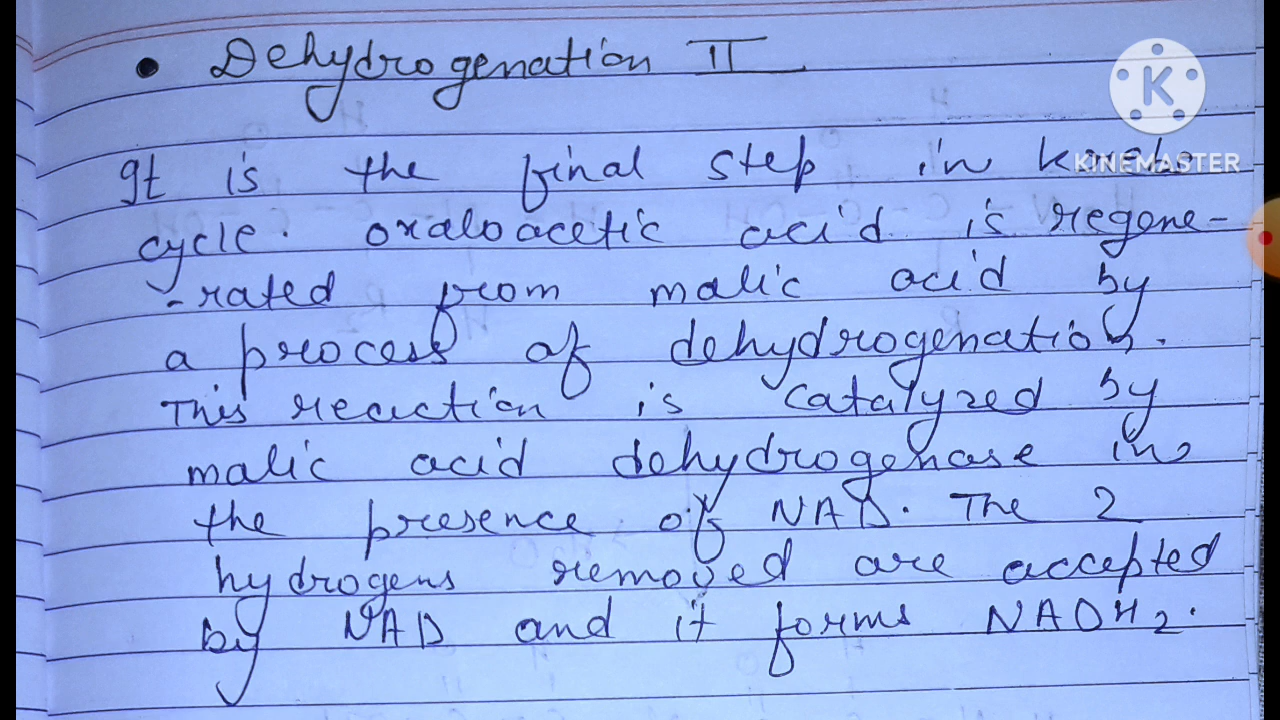 • Dehydrogenation II
K
KINEMASTER
It is the final step in
cycle. oxaloacetic acid is regene-
-rated from malic acid by
a process of dehydrogenation.
This reaction is catalyzed by
malic acid dehydrogenase in
the presence of NAD. The 2
hydrogens removed are accepted
by NAD and it forms NADH2.